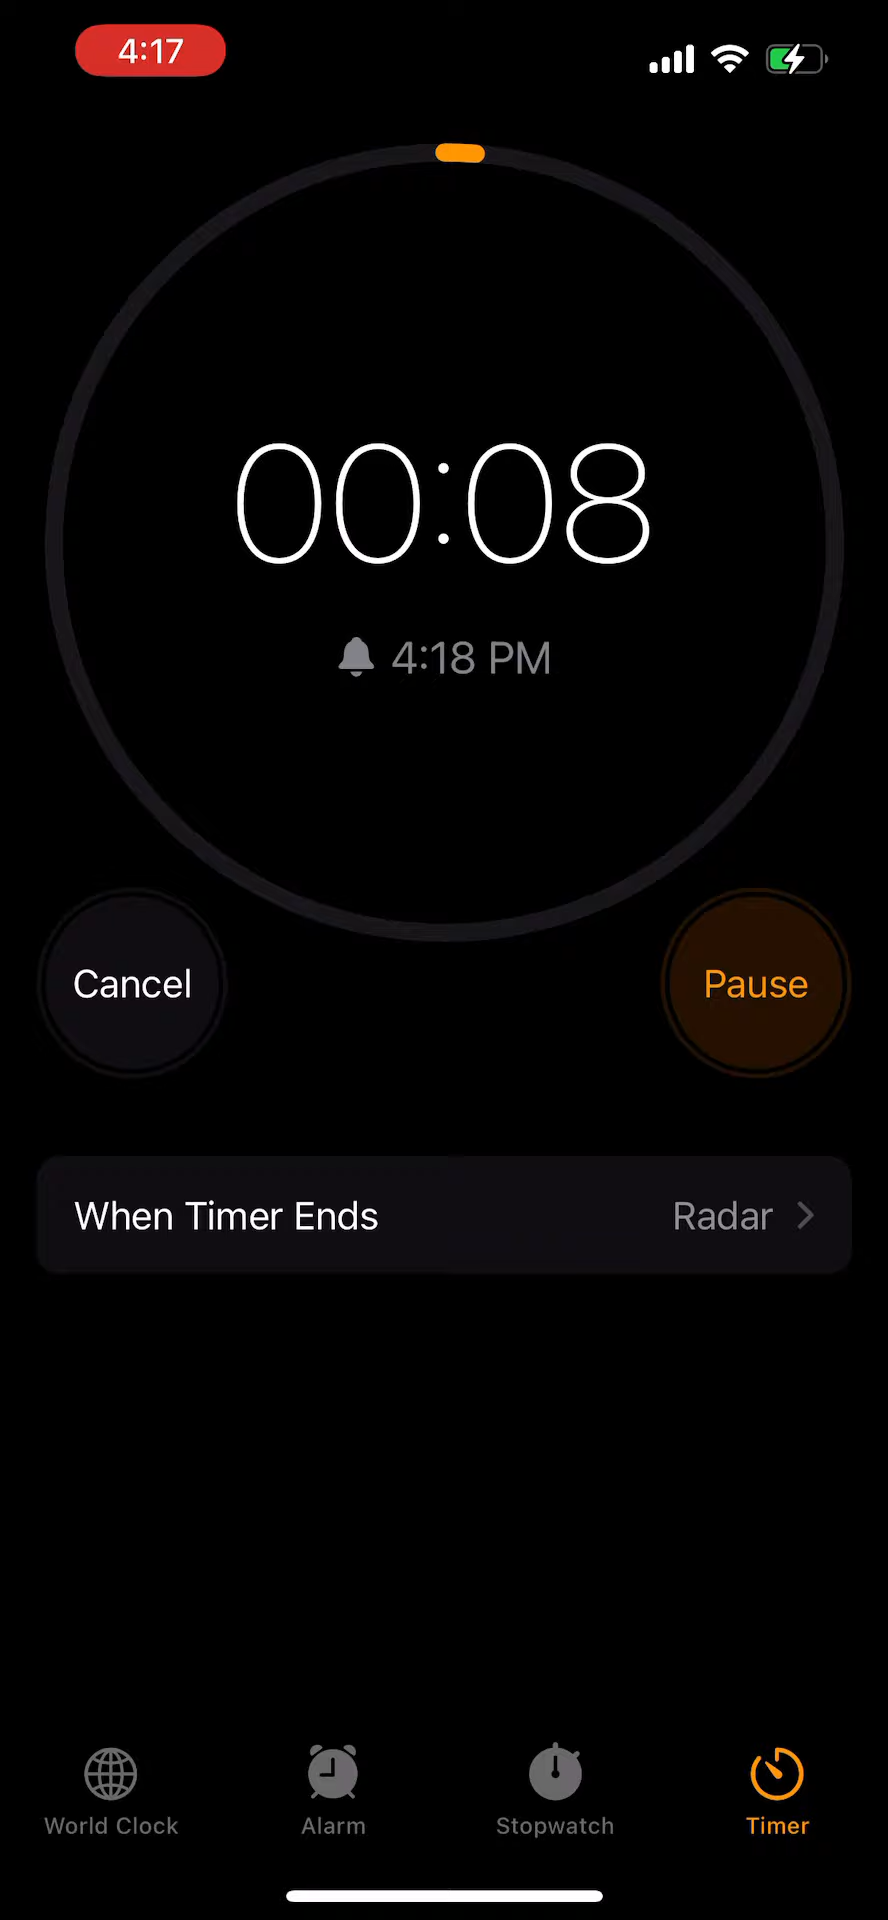 4:17
00:08
4:18 PM
Cancel
Pause
When Timer Ends
Radar
World Clock
Alarm
Stopwatch
Timer